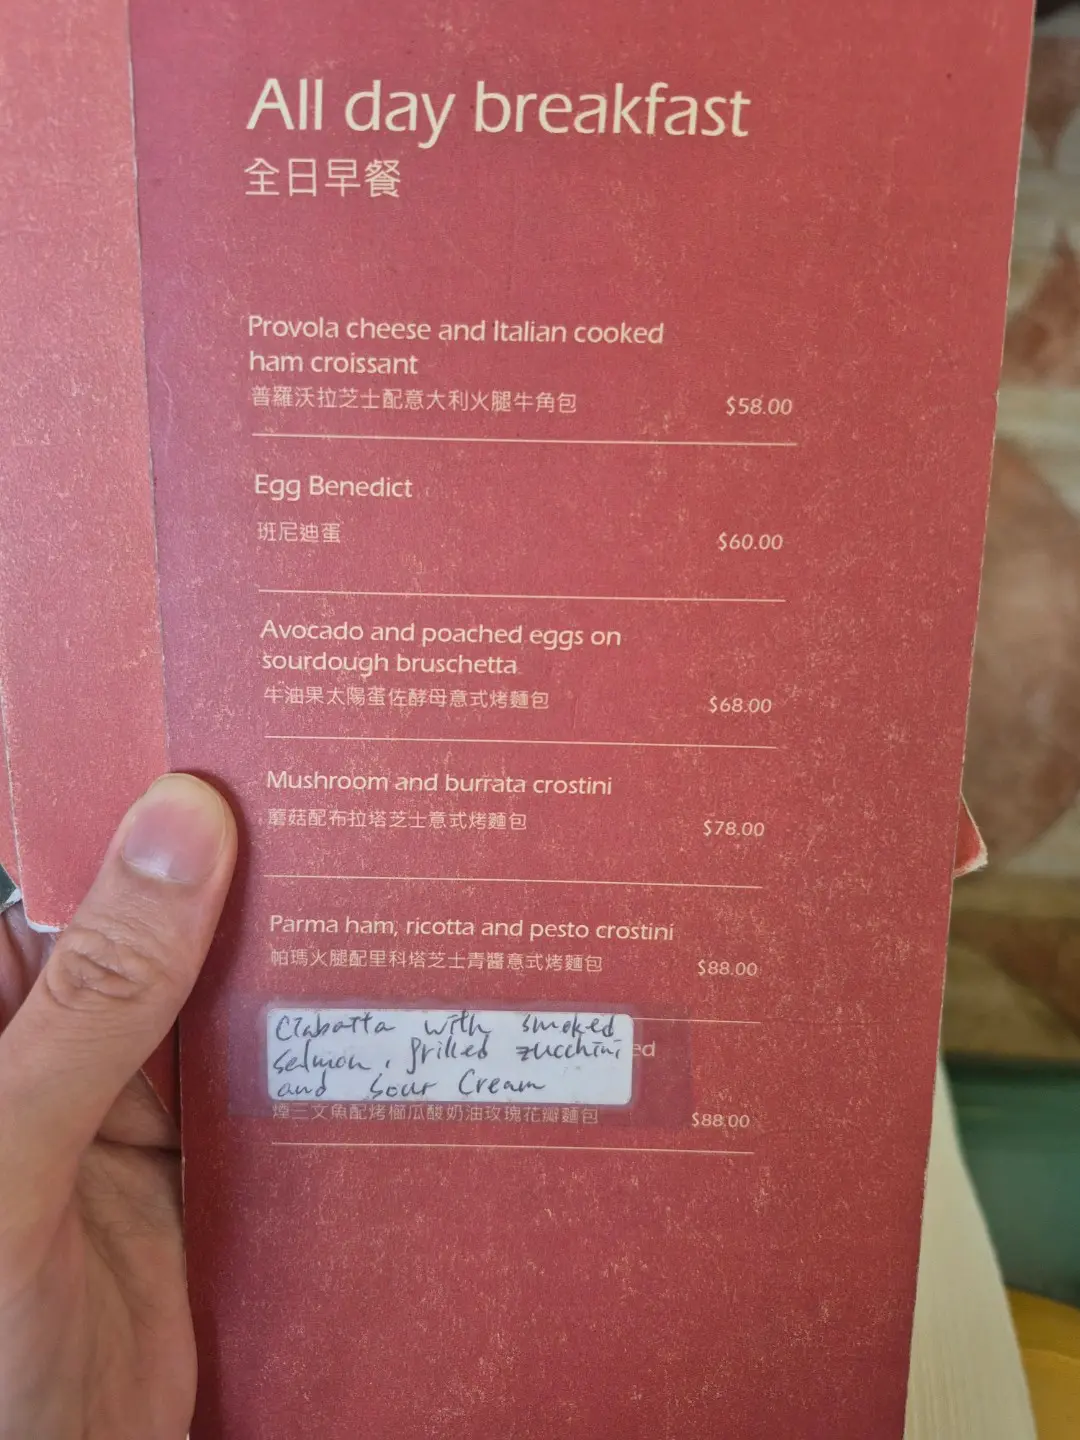 All day breakfast
全日早餐
Provola cheese and Italian cooked
ham croissant
普羅沃拉芝士配意大利火腿牛角包
$58.00
Egg Benedict
班尼迪蛋
$60.00
Avocado and poached eggs on
sourdough bruschetta
牛油果太陽蛋佐酵母意式烤麵包
$68.00
Mushroom and burrata crostini
蘑菇配布拉塔芝士意式烤麵包
$78.00
Parma ham, ricotta and pesto crostini
帕瑪火腿配里科塔芝士青醬意式烤麵包
$88.00
Ciabatta with smoked
salmon, grilled zucchini
and Sour Cream
煙三文魚配烤櫛瓜酸奶油玫瑰花瓣麵包
$88.00